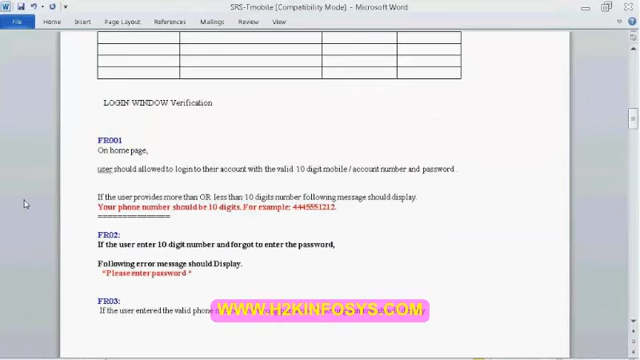 SRS-Tmobile [Compatibility Mode] - Microsoft Word
File Home Insert Page Layout References Mailings Review View
LOGIN WINDOW Verification
FR001
On home page,
user should allowed to login to their account with the valid 10 digit mobile / account number and password .
If the user provides more than OR less than 10 digits number following message should display.
Your phone number should be 10 digits. For example: 4445551212.
===============
FR02:
If the user enter 10 digit number and forgot to enter the password,
Following error message should Display.
"Please enter password "
FR03:
If the user entered the valid phone
WWW.H2KINFOSYS.COM